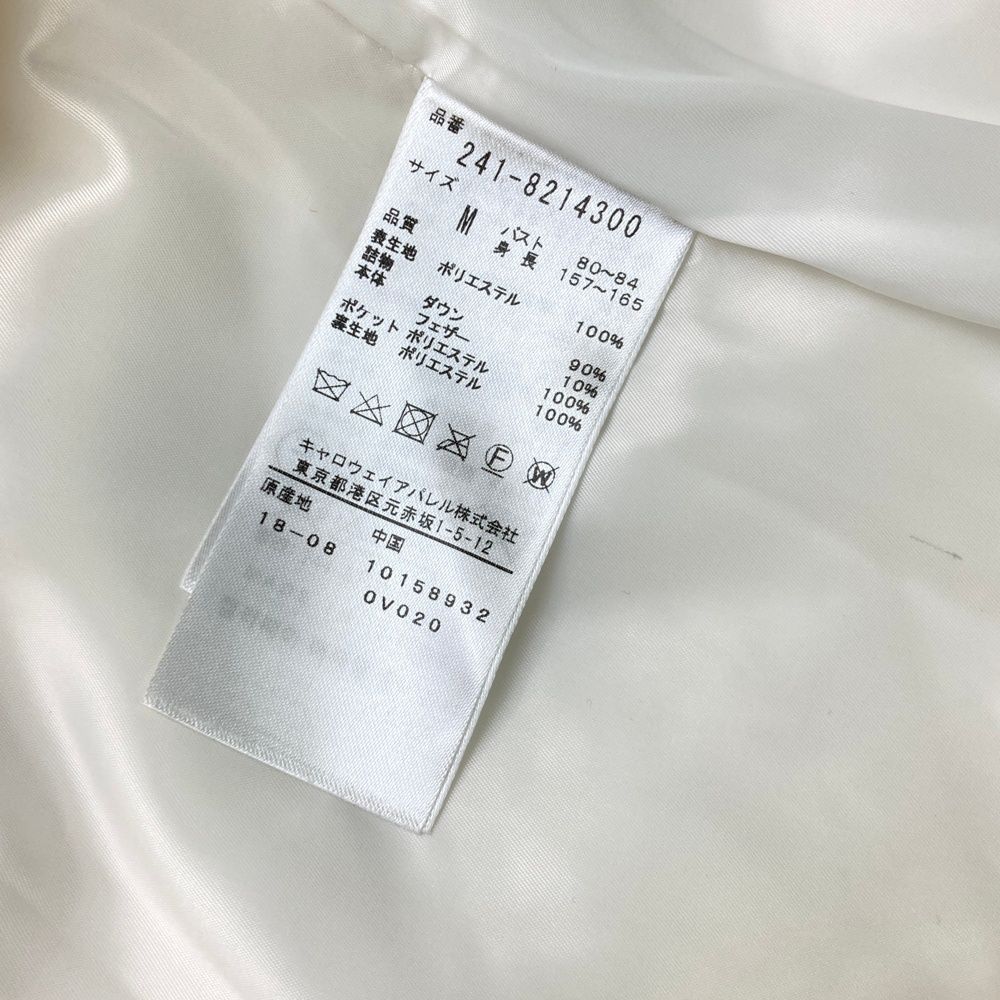 品番
241-8214300
サイズ
M バスト 80~84
身長 157~165
品質
表生地 ポリエステル 100%
詰物
本体 ダウン 90%
フェザー 10%
ポケット ポリエステル 100%
裏生地 ポリエステル 100%
F W
キャロウェイアパレル株式会社
東京都港区元赤坂1-5-12
原産地 中国
18-08 10158932
0V020